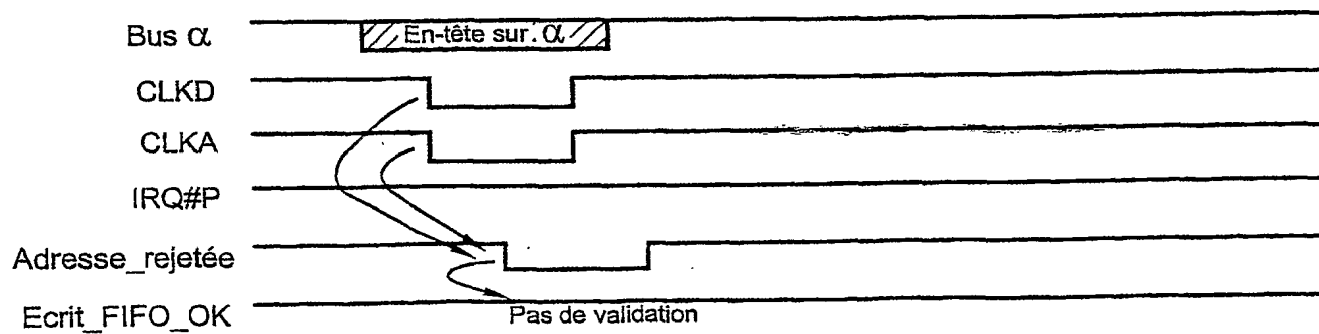 Bus α
En-tête sur α
CLKD
CLKA
IRQ#P
Adresse_rejetée
Ecrit_FIFO_OK
Pas de validation